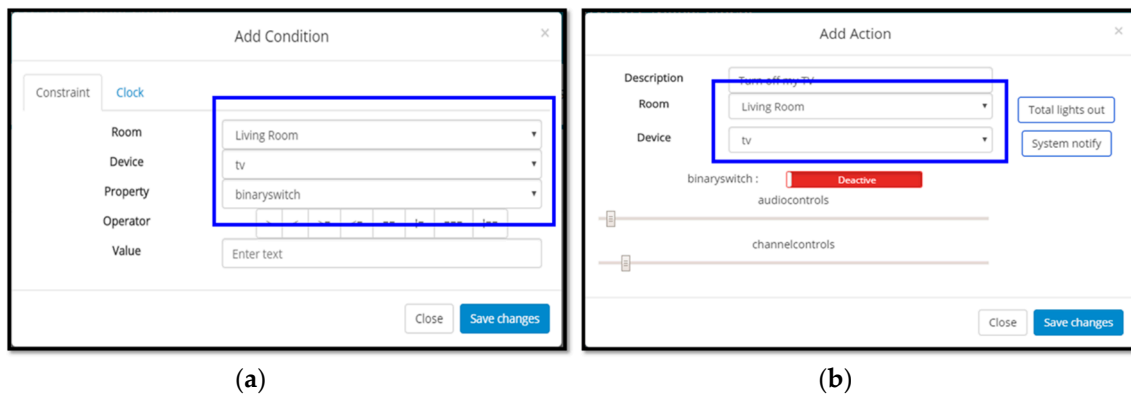 Add Condition
×
Constraint Clock
Room Living Room
Device tv
Property binaryswitch
Operator > < >= <= == != === !==
Value Enter text
Close Save changes
(a)
Add Action
×
Description Turn off my TV
Room Living Room
Total lights out
Device tv
System notify
binaryswitch : Deactive
audiocontrols
channelcontrols
Close Save changes
(b)